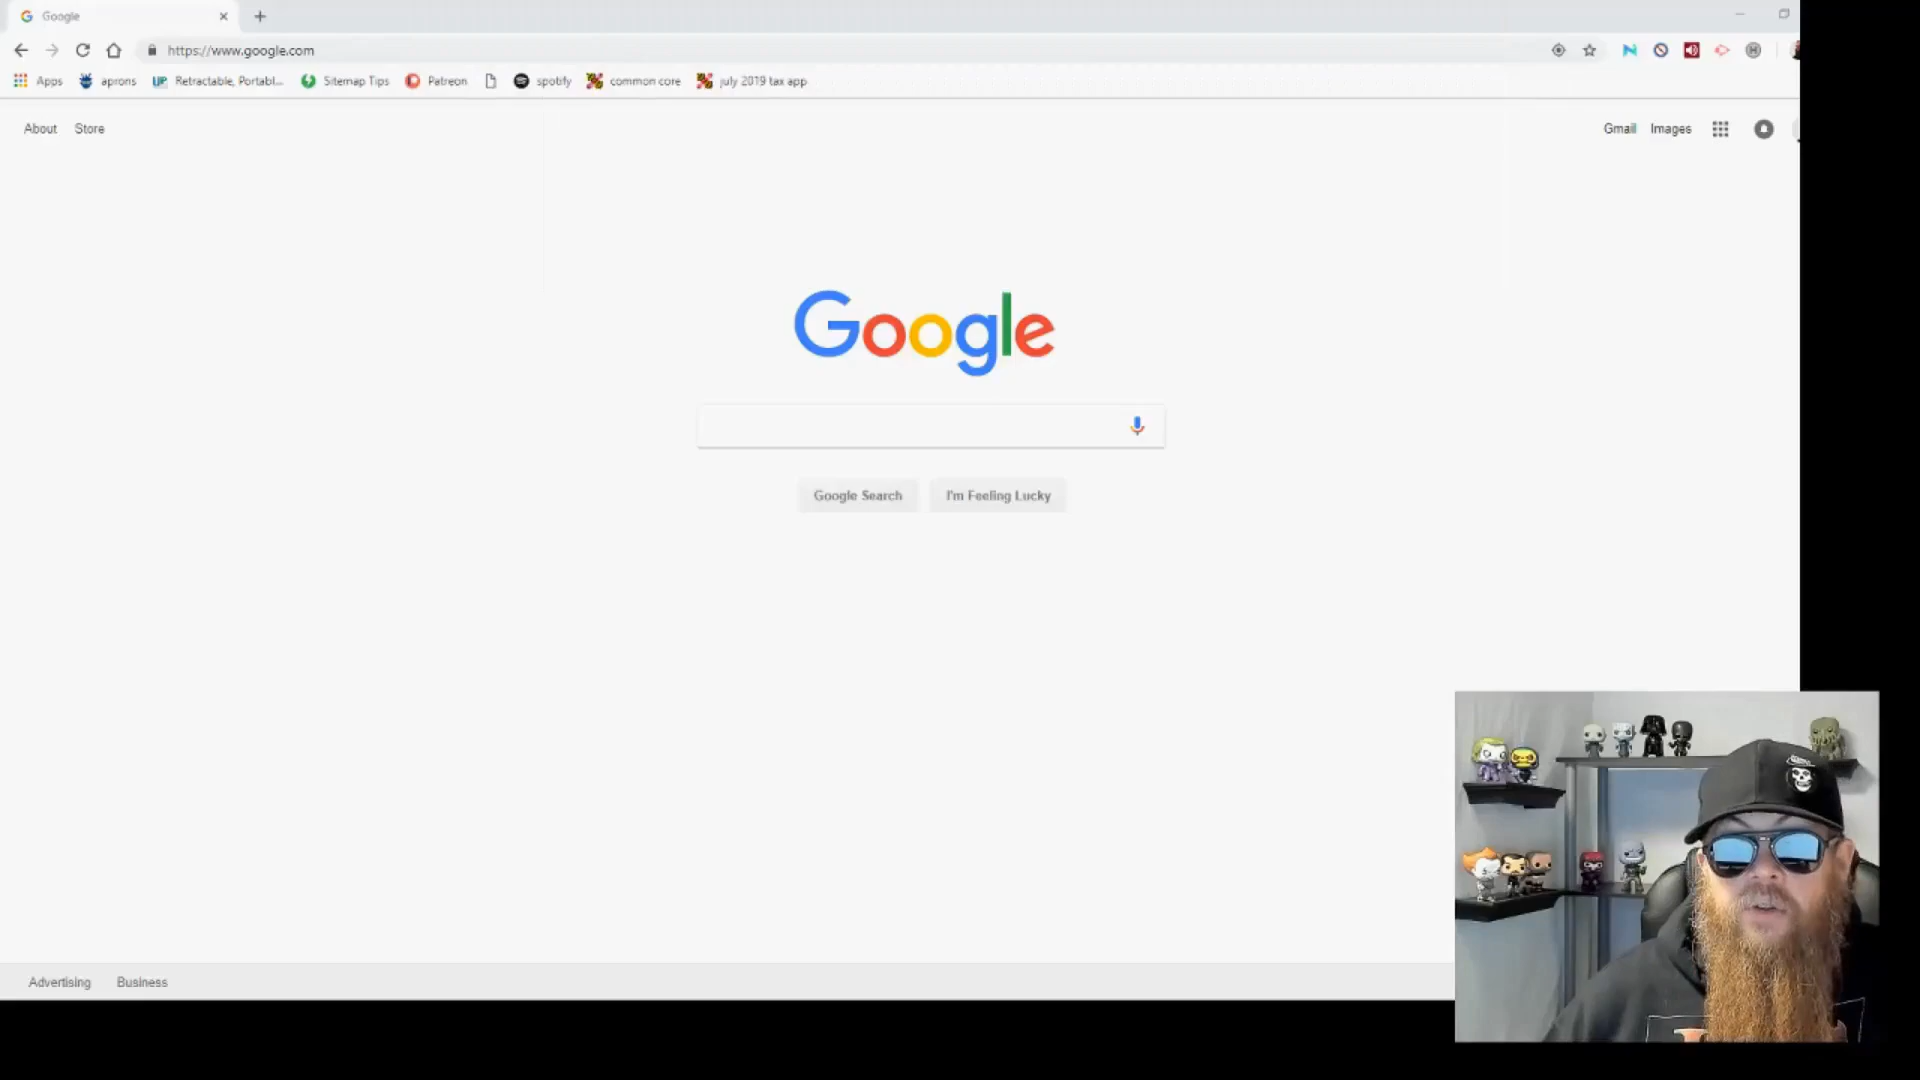 Google
https://www.google.com
Apps aprons Retractable, Portabl... Sitemap Tips Patreon spotify common core july 2019 tax app
About Store
Gmail Images
Google
Google Search I'm Feeling Lucky
Advertising Business